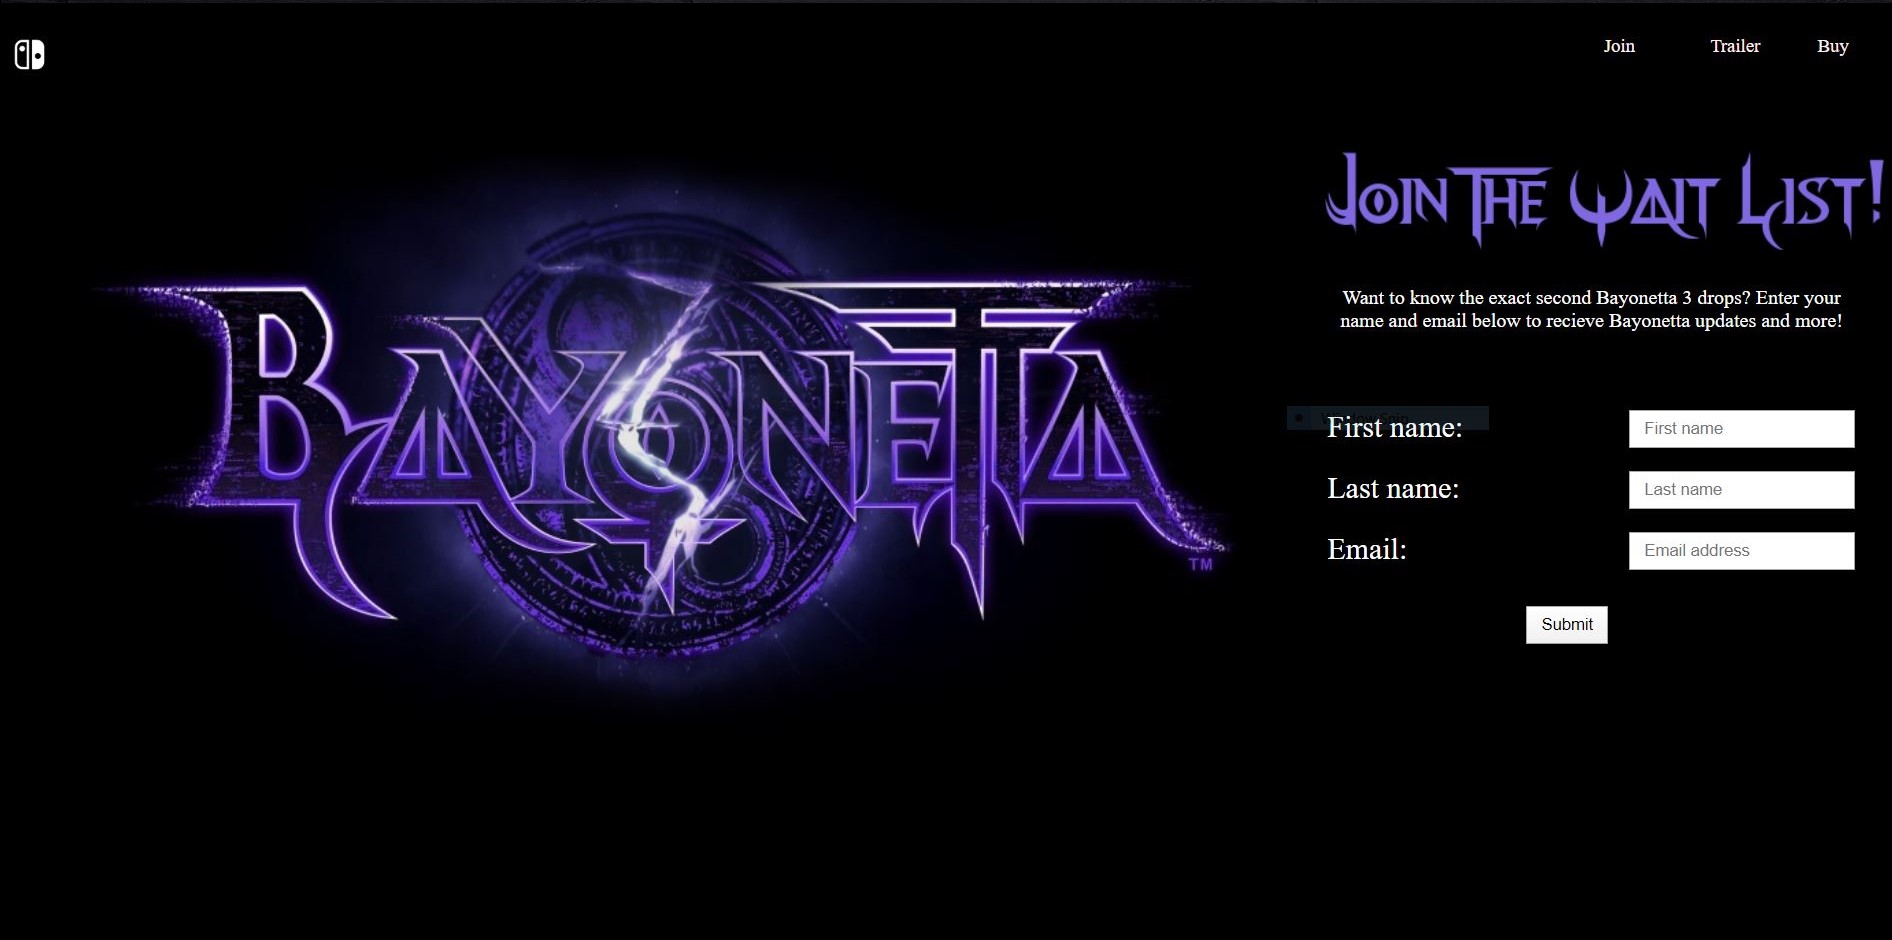 Join Trailer Buy
JOIN THE WAIT LIST!
BAYONETTA
TM
Want to know the exact second Bayonetta 3 drops? Enter your
name and email below to recieve Bayonetta updates and more!
First name: First name
Last name: Last name
Email: Email address
Submit